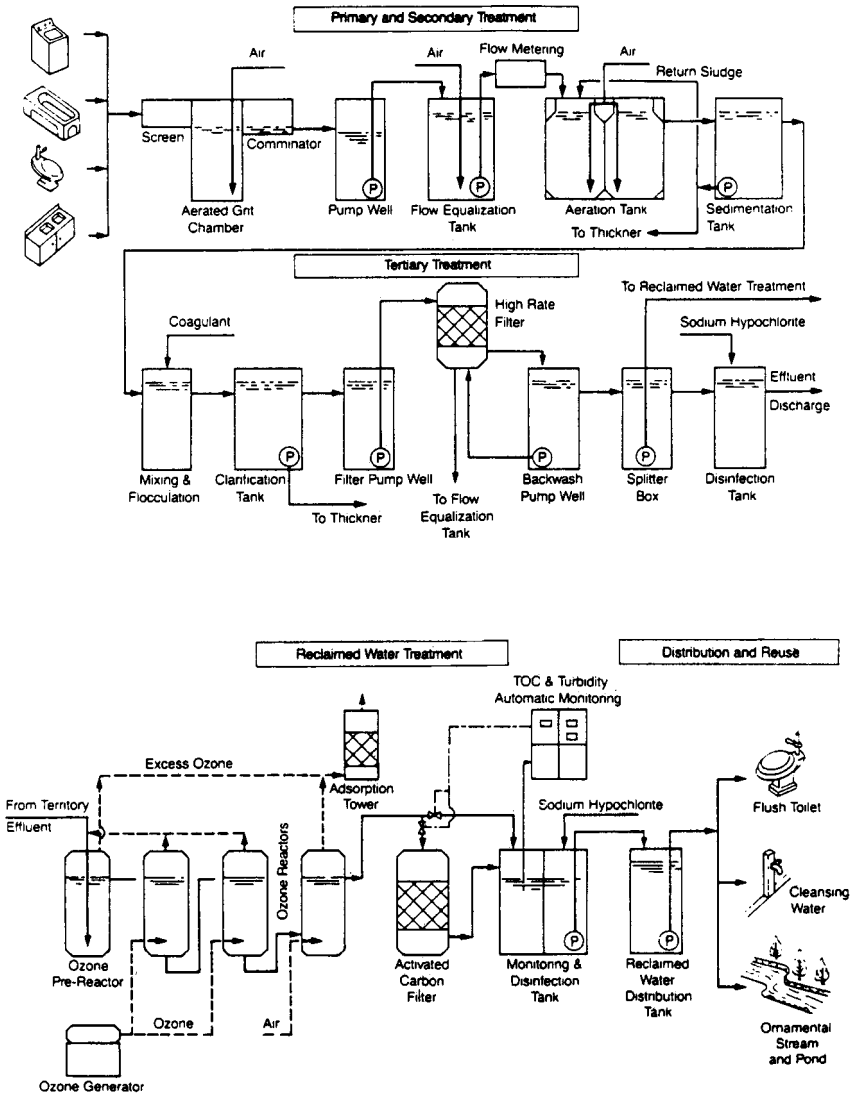 Primary and Secondary Treatment
Air
Air
Flow Metering
Air
Return Sludge
Screen
Comminator
P
P
P
P
Aerated Grit
Chamber
Pump Well
Flow Equalization
Tank
Aeration Tank
Sedimentation
Tank
To Thickner
Tertiary Treatment
To Reclaimed Water Treatment
High Rate
Filter
Coagulant
Sodium Hypochlorite
Effluent
Discharge
P
P
P
P
Mixing &
Flocculation
Clarification
Tank
Filter Pump Well
Backwash
Pump Well
Splitter
Box
Disinfection
Tank
To Thickner
To Flow
Equalization
Tank
Reclaimed Water Treatment
Distribution and Reuse
TOC & Turbidity
Automatic Monitoring
Excess Ozone
Adsorption
Tower
From Territory
Effluent
Ozone Reactors
Sodium Hypochlorite
Flush Toilet
Cleansing
Water
P
P
Ozone
Pre-Reactor
Activated
Carbon
Filter
Monitoring &
Disinfection
Tank
Reclaimed
Water
Distribution
Tank
Ozone
Air
Ornamental
Stream
and Pond
Ozone Generator